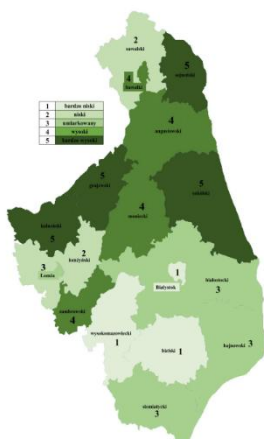 2
suwalski
5
sejneński
4
Suwałki
1 bardzo niski
2 niski
3 umiarkowany
4 wysoki
5 bardzo wysoki
4
augustowski
5
grajewski
4
moniecki
5
sokólski
kolneński
5
2
łomżyński
3
Łomża
1
Białystok
białostocki
3
zambrowski
4
wysokomazowiecki
1
bielski
1
hajnowski 3
siemiatycki
3